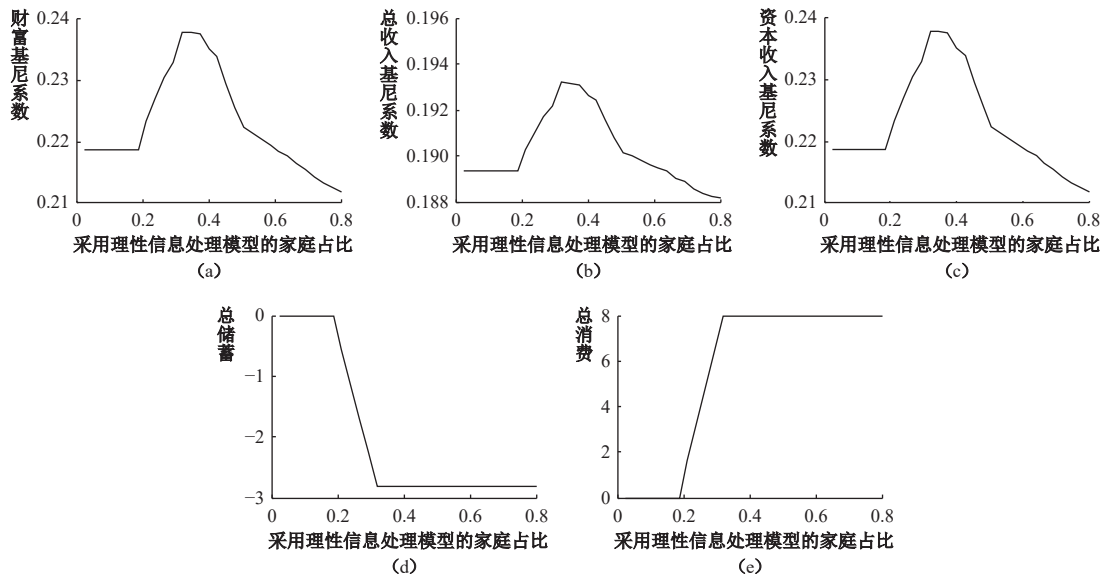 财富基尼系数
0.24
0.23
0.22
0.21
0 0.2 0.4 0.6 0.8
采用理性信息处理模型的家庭占比
(a)
总收入基尼系数
0.196
0.194
0.192
0.190
0.188
0 0.2 0.4 0.6 0.8
采用理性信息处理模型的家庭占比
(b)
资本收入基尼系数
0.24
0.23
0.22
0.21
0 0.2 0.4 0.6 0.8
采用理性信息处理模型的家庭占比
(c)
总储蓄
0
−1
−2
−3
0 0.2 0.4 0.6 0.8
采用理性信息处理模型的家庭占比
(d)
总消费
8
6
4
2
0
0 0.2 0.4 0.6 0.8
采用理性信息处理模型的家庭占比
(e)